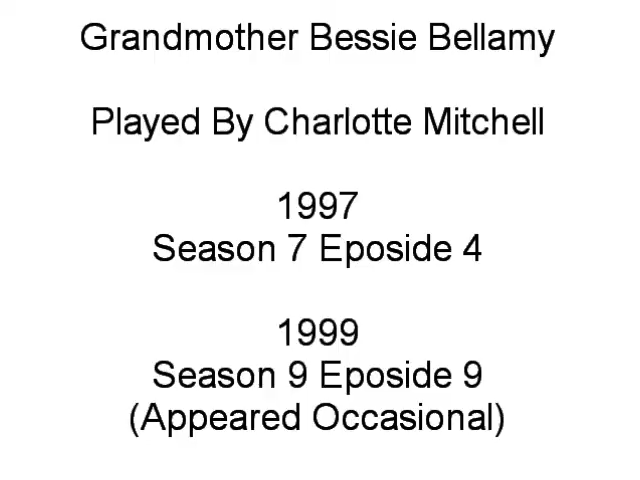 Grandmother Bessie Bellamy
Played By Charlotte Mitchell
1997
Season 7 Eposide 4
1999
Season 9 Eposide 9
(Appeared Occasional)